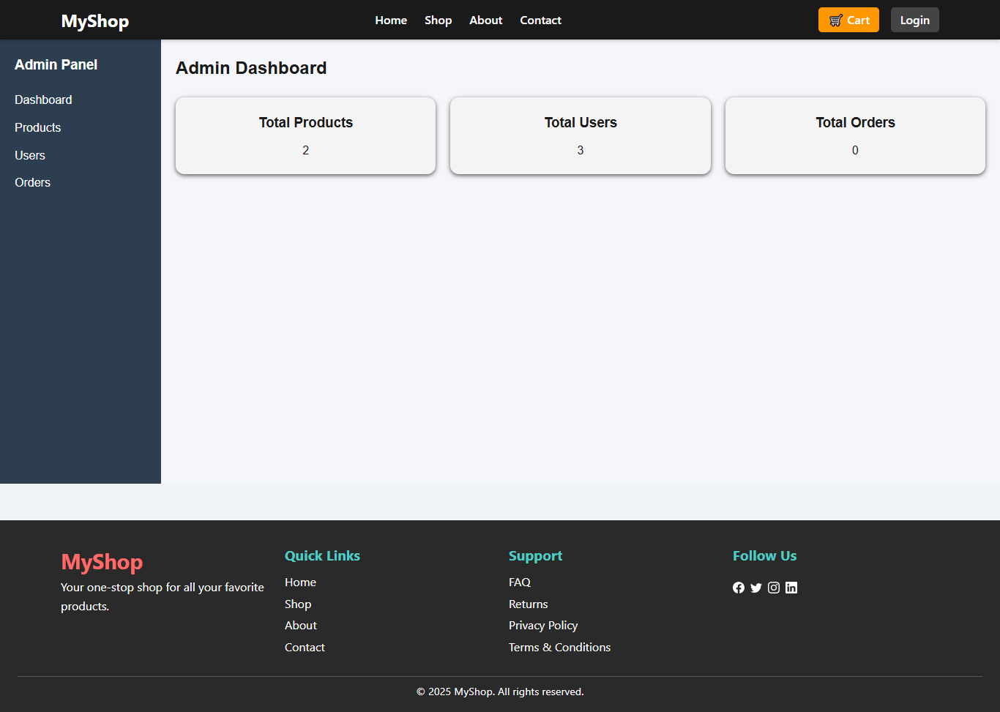 MyShop
Home Shop About Contact
🛒 Cart
Login
Admin Panel
Dashboard
Products
Users
Orders
Admin Dashboard
Total Products
2
Total Users
3
Total Orders
0
MyShop
Your one-stop shop for all your favorite
products.
Quick Links
Home
Shop
About
Contact
Support
FAQ
Returns
Privacy Policy
Terms & Conditions
Follow Us
© 2025 MyShop. All rights reserved.